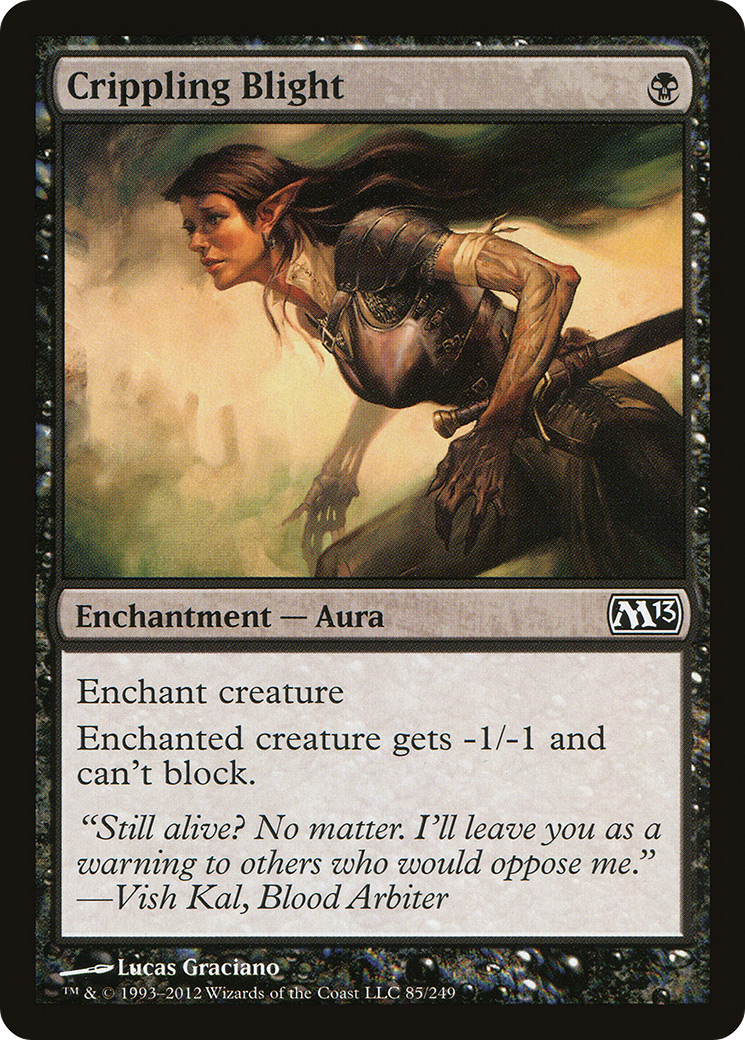 Crippling Blight
Enchantment — Aura
M13
Enchant creature
Enchanted creature gets -1/-1 and
can't block.
“Still alive? No matter. I'll leave you as a
warning to others who would oppose me.”
—Vish Kal, Blood Arbiter
Lucas Graciano
™ & © 1993–2012 Wizards of the Coast LLC 85/249